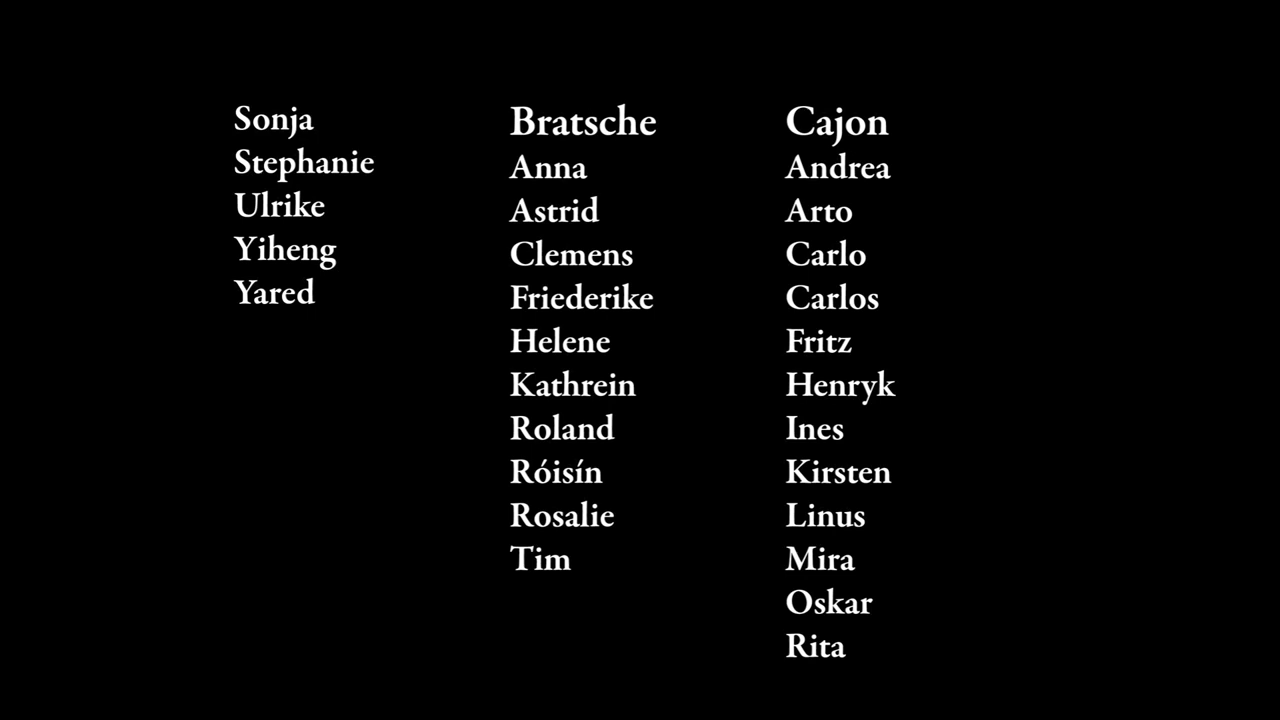 Sonja
Stephanie
Ulrike
Yiheng
Yared
Bratsche
Anna
Astrid
Clemens
Friederike
Helene
Kathrein
Roland
Róisín
Rosalie
Tim
Cajon
Andrea
Arto
Carlo
Carlos
Fritz
Henryk
Ines
Kirsten
Linus
Mira
Oskar
Rita